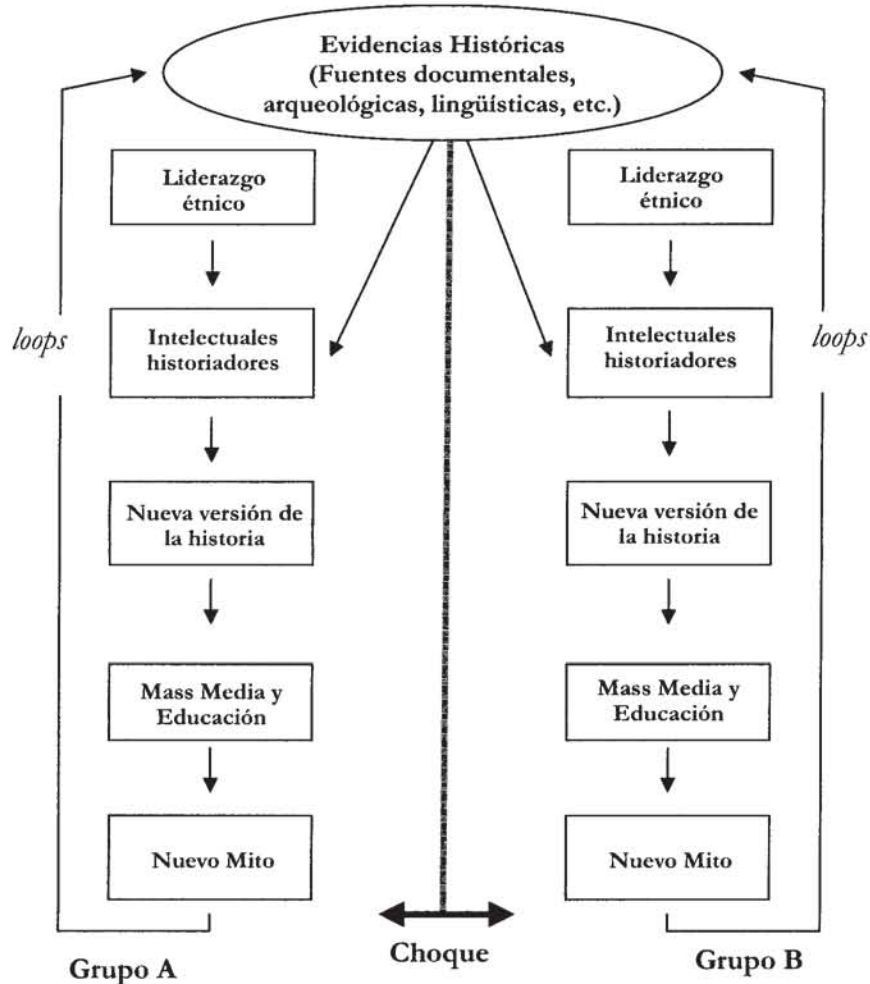 Evidencias Históricas
(Fuentes documentales,
arqueológicas, lingüísticas, etc.)
Liderazgo
étnico
Intelectuales
historiadores
loops
Nueva versión de
la historia
Mass Media y
Educación
Nuevo Mito
Grupo A
Liderazgo
étnico
Intelectuales
historiadores
loops
Nueva versión de
la historia
Mass Media y
Educación
Nuevo Mito
Grupo B
Choque